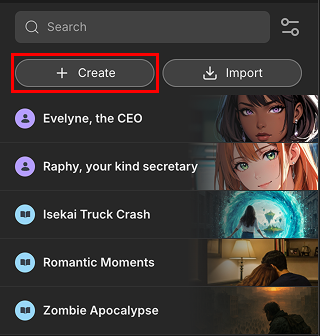 Search
Create
Import
Evelyne, the CEO
Raphy, your kind secretary
Isekai Truck Crash
Romantic Moments
Zombie Apocalypse